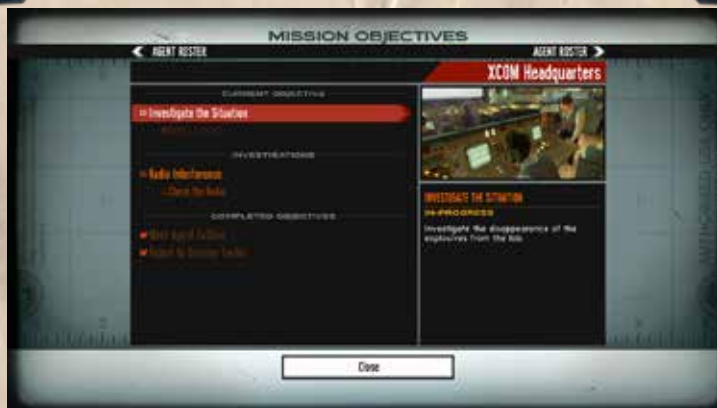 MISSION OBJECTIVES
AGENT ROSTER
AGENT ROSTER
XCOM Headquarters
CURRENT OBJECTIVE
Investigate the Situation
INVESTIGATIONS
Radio Interference
Check the Radio
COMPLETED OBJECTIVES
INVESTIGATE THE SITUATION
IN-PROGRESS
Investigate the disappearance of the
explosives from the lab.
Close